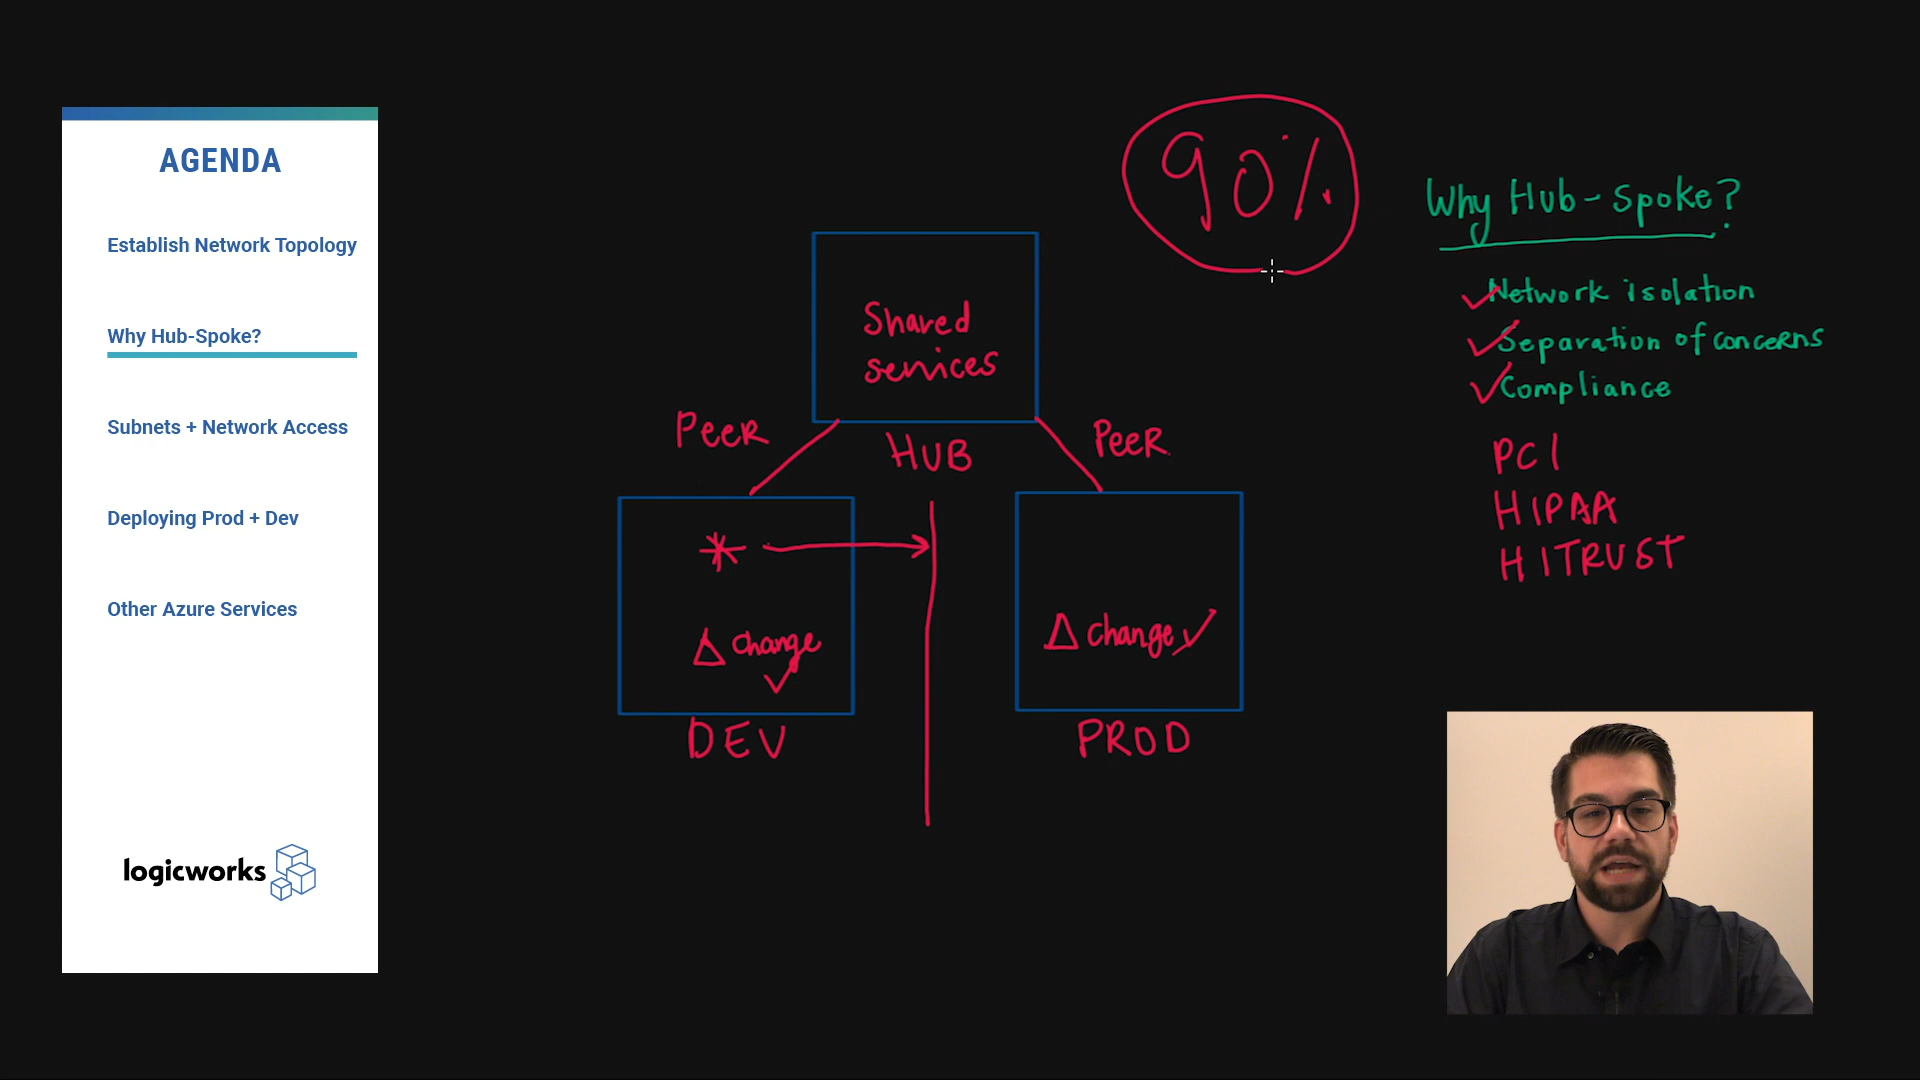 AGENDA
Establish Network Topology
Why Hub-Spoke?
Subnets + Network Access
Deploying Prod + Dev
Other Azure Services
logicworks
90%
Shared
services
Peer
HUB
Peer
Δ change
DEV
Δ change
PROD
Why Hub-Spoke?
Network isolation
Separation of concerns
Compliance
PCI
HIPAA
HITRUST